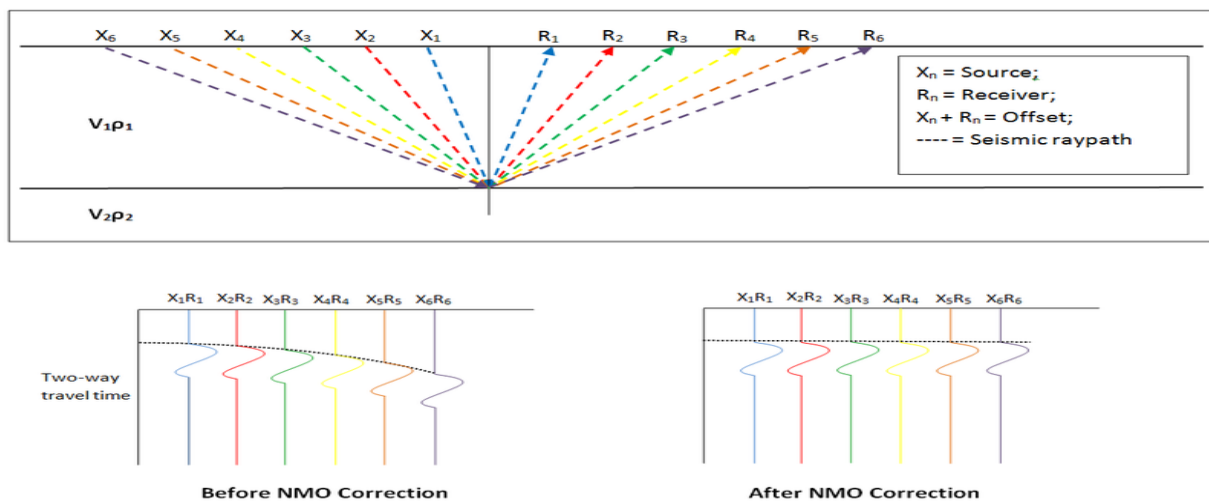 X₆ X₅ X₄ X₃ X₂ X₁ R₁ R₂ R₃ R₄ R₅ R₆
Xₙ = Source;
Rₙ = Receiver;
Xₙ + Rₙ = Offset;
---- = Seismic raypath
V₁ρ₁
V₂ρ₂
X₁R₁ X₂R₂ X₃R₃ X₄R₄ X₅R₅ X₆R₆
Two-way
travel time
Before NMO Correction
X₁R₁ X₂R₂ X₃R₃ X₄R₄ X₅R₅ X₆R₆
After NMO Correction